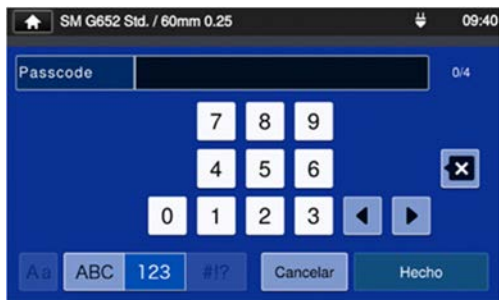 SM G652 Std. / 60mm 0.25 09:40
Passcode 0/4
7 8 9
4 5 6
0 1 2 3
Aa ABC 123 #!? Cancelar Hecho